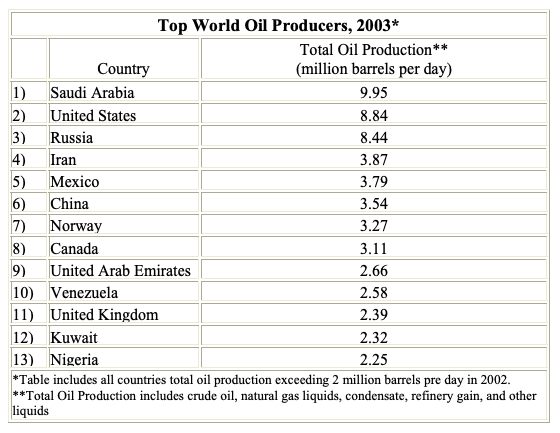 Top World Oil Producers, 2003*
Country Total Oil Production** (million barrels per day)
1) Saudi Arabia 9.95
2) United States 8.84
3) Russia 8.44
4) Iran 3.87
5) Mexico 3.79
6) China 3.54
7) Norway 3.27
8) Canada 3.11
9) United Arab Emirates 2.66
10) Venezuela 2.58
11) United Kingdom 2.39
12) Kuwait 2.32
13) Nigeria 2.25
*Table includes all countries total oil production exceeding 2 million barrels pre day in 2002.
**Total Oil Production includes crude oil, natural gas liquids, condensate, refinery gain, and other
liquids